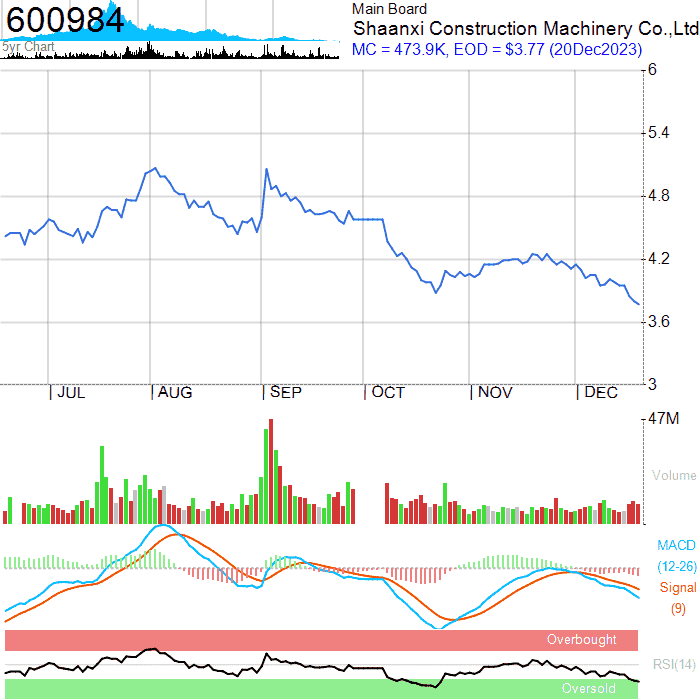 600984
5yr Chart
Main Board
Shaanxi Construction Machinery Co.,Ltd
MC = 473.9K, EOD = $3.77 (20Dec2023)
6
5.4
4.8
4.2
3.6
3
JUL
AUG
SEP
OCT
NOV
DEC
47M
Volume
MACD
(12-26)
Signal
(9)
Overbought
RSI(14)
Oversold